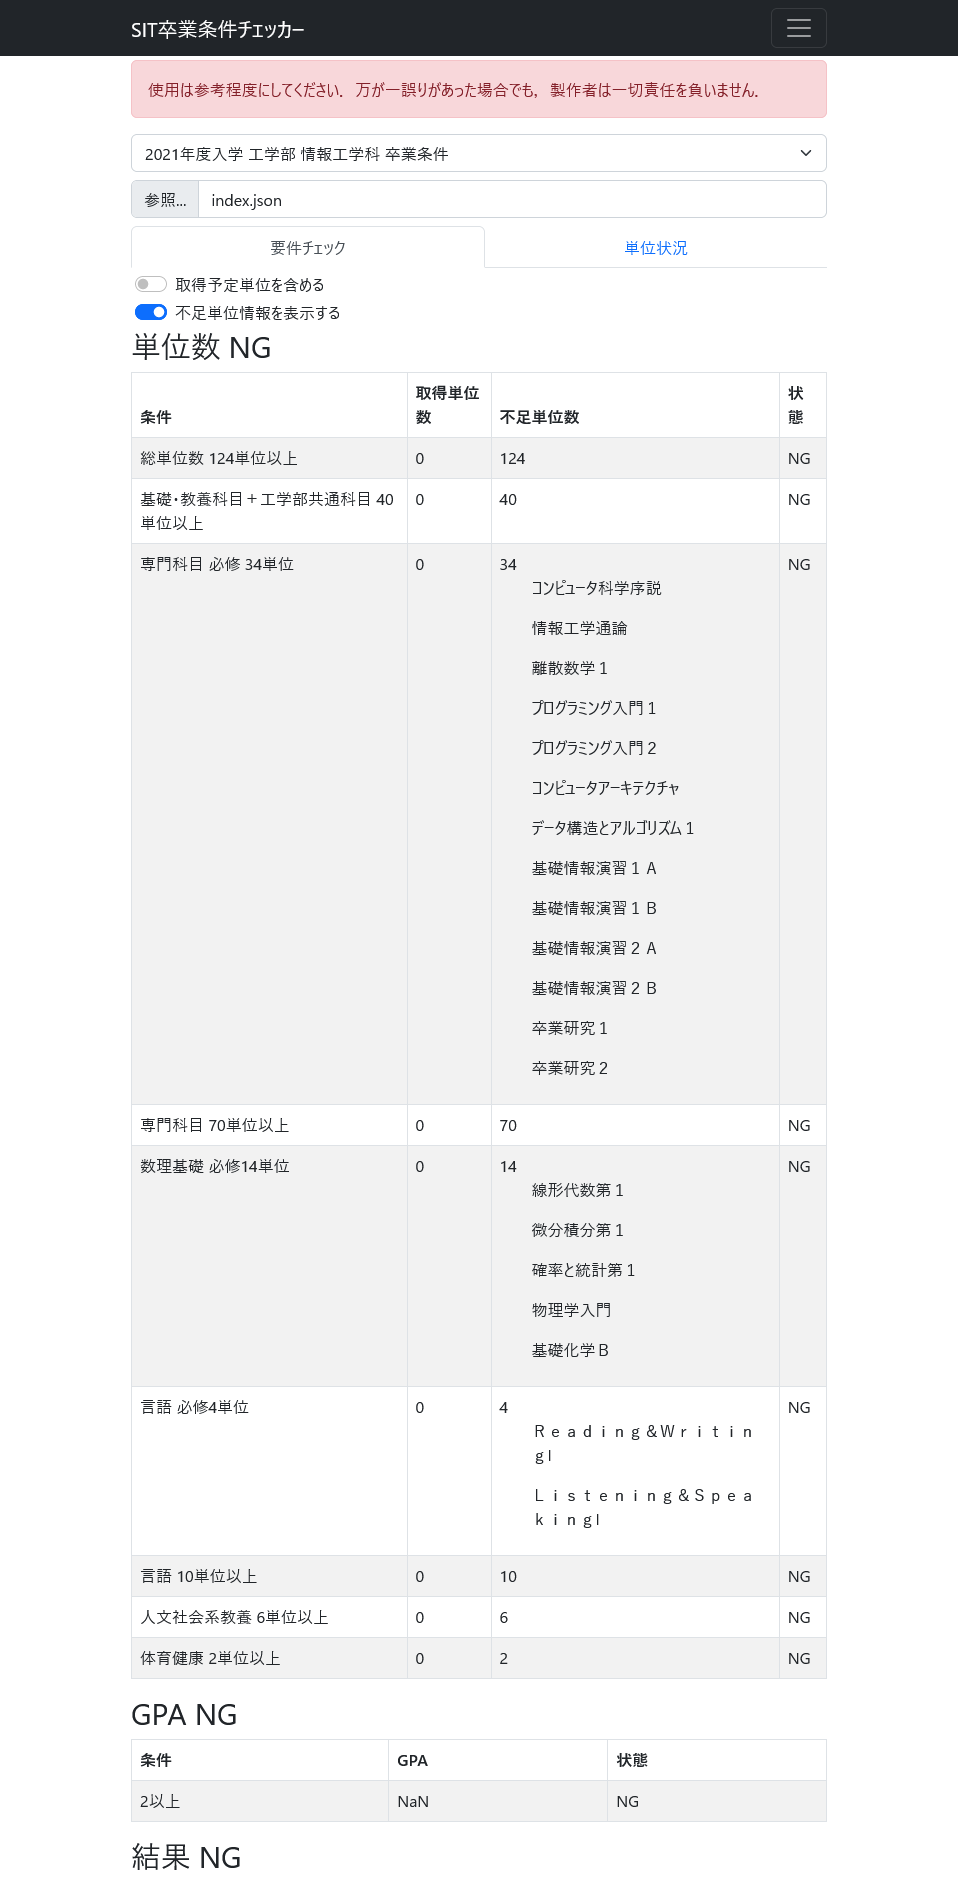 SIT卒業条件チェッカー
使用は参考程度にしてください．万が一誤りがあった場合でも，製作者は一切責任を負いません．
2021年度入学 工学部 情報工学科 卒業条件
参照... index.json
要件チェック 単位状況
取得予定単位を含める
不足単位情報を表示する
単位数 NG
条件 取得単位数 不足単位数 状態
総単位数 124単位以上 0 124 NG
基礎・教養科目＋工学部共通科目 40 0 40 NG
単位以上
専門科目 必修 34単位 0 34 NG
コンピュータ科学序説
情報工学通論
離散数学１
プログラミング入門１
プログラミング入門２
コンピュータアーキテクチャ
データ構造とアルゴリズム１
基礎情報演習１Ａ
基礎情報演習１Ｂ
基礎情報演習２Ａ
基礎情報演習２Ｂ
卒業研究１
卒業研究２
専門科目 70単位以上 0 70 NG
数理基礎 必修14単位 0 14 NG
線形代数第１
微分積分第１
確率と統計第１
物理学入門
基礎化学Ｂ
言語 必修4単位 0 4 NG
Ｒｅａｄｉｎｇ＆Ｗｒｉｔｉｎ
ｇⅠ
Ｌｉｓｔｅｎｉｎｇ＆Ｓｐｅａ
ｋｉｎｇⅠ
言語 10単位以上 0 10 NG
人文社会系教養 6単位以上 0 6 NG
体育健康 2単位以上 0 2 NG
GPA NG
条件 GPA 状態
2以上 NaN NG
結果 NG